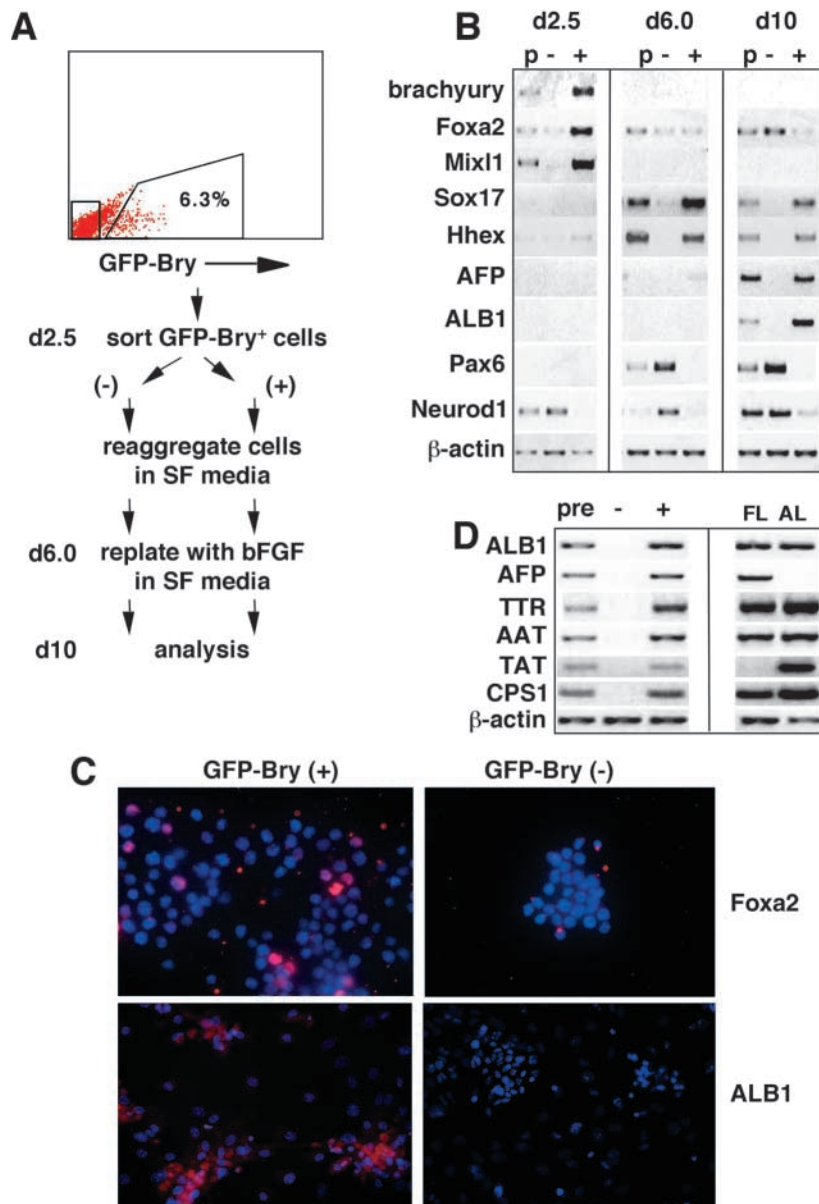 A
6.3%
GFP-Bry
d2.5 sort GFP-Bry+ cells
(-) (+)
reaggregate cells
in SF media
d6.0 replate with bFGF
in SF media
d10 analysis
B
d2.5 d6.0 d10
p - + p - + p - +
brachyury
Foxa2
Mixl1
Sox17
Hhex
AFP
ALB1
Pax6
Neurod1
β-actin
D
pre - + FL AL
ALB1
AFP
TTR
AAT
TAT
CPS1
β-actin
C
GFP-Bry (+) GFP-Bry (-)
Foxa2
ALB1